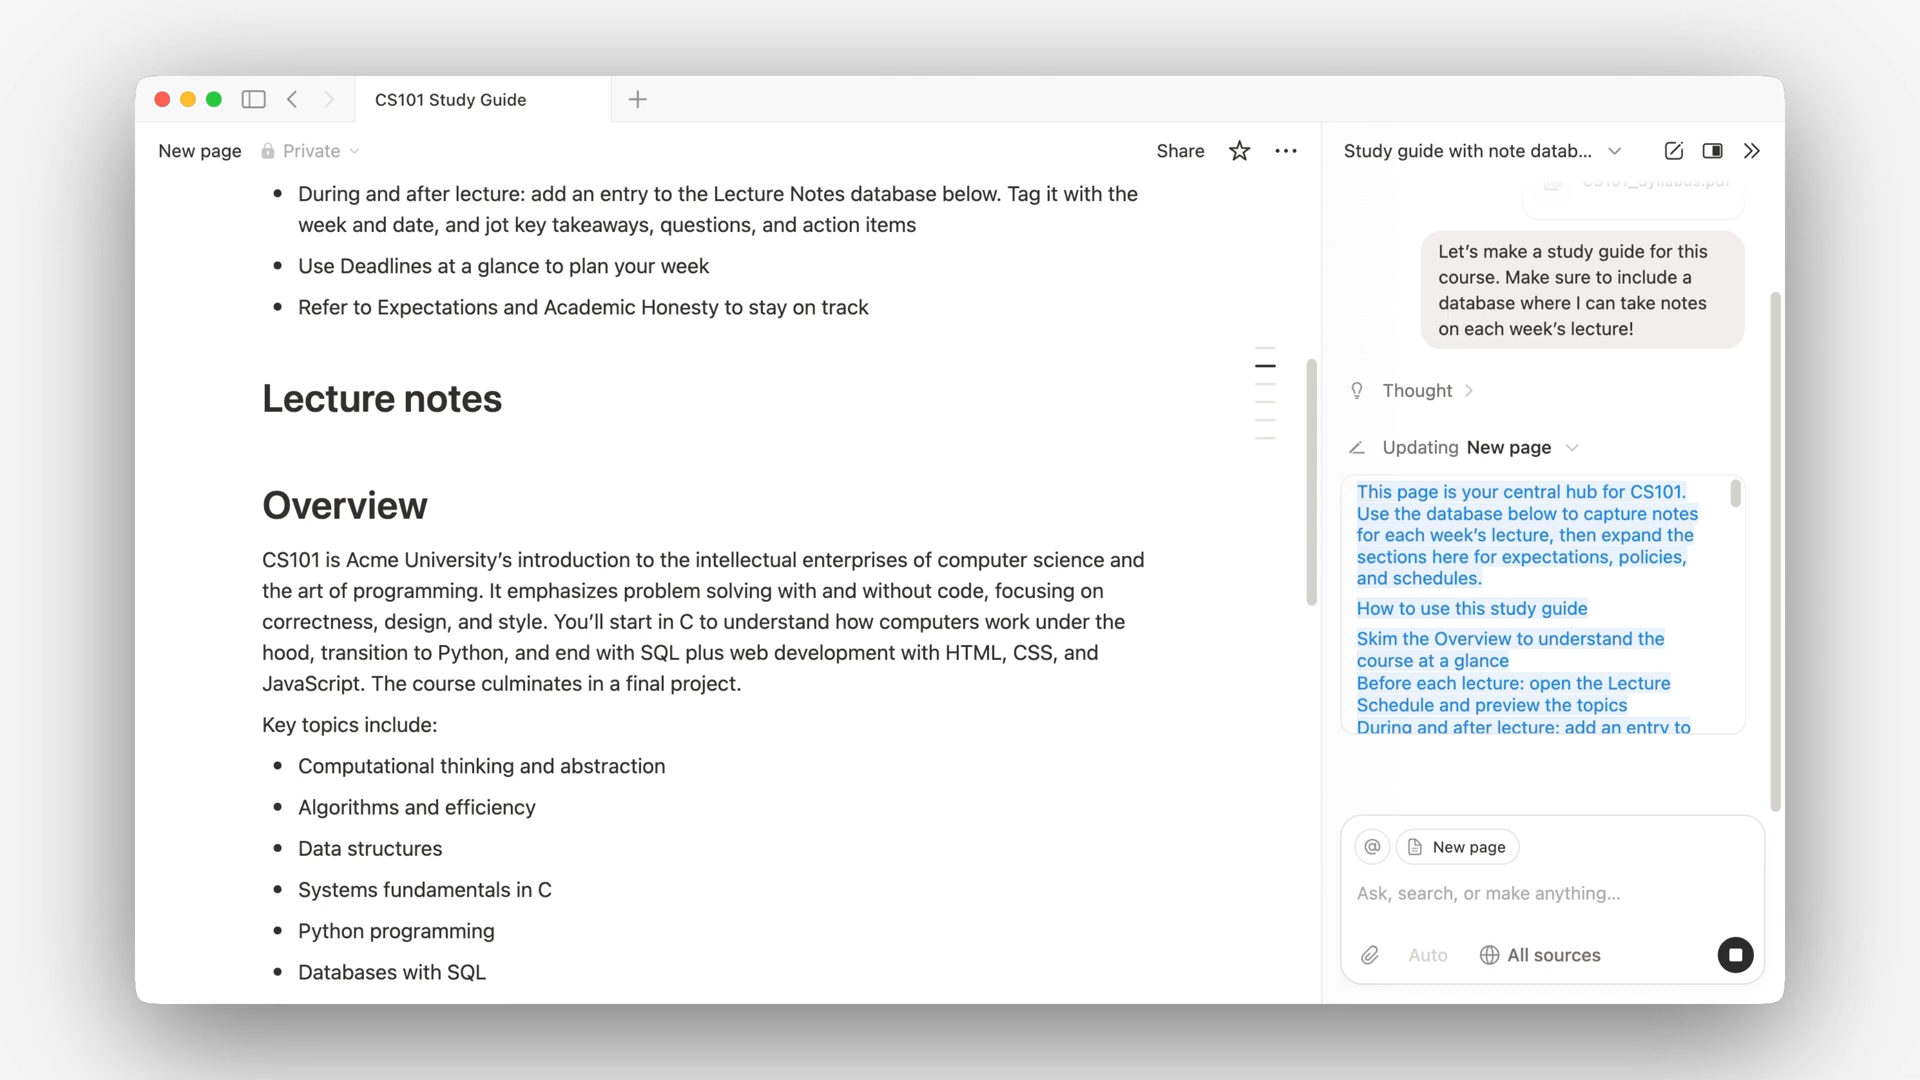 CS101 Study Guide
New page
Private
Share
• During and after lecture: add an entry to the Lecture Notes database below. Tag it with the
week and date, and jot key takeaways, questions, and action items
• Use Deadlines at a glance to plan your week
• Refer to Expectations and Academic Honesty to stay on track
Lecture notes
Overview
CS101 is Acme University’s introduction to the intellectual enterprises of computer science and
the art of programming. It emphasizes problem solving with and without code, focusing on
correctness, design, and style. You’ll start in C to understand how computers work under the
hood, transition to Python, and end with SQL plus web development with HTML, CSS, and
JavaScript. The course culminates in a final project.
Key topics include:
• Computational thinking and abstraction
• Algorithms and efficiency
• Data structures
• Systems fundamentals in C
• Python programming
• Databases with SQL
Study guide with note datab...
CS101_Syllabus.pdf
Let’s make a study guide for this
course. Make sure to include a
database where I can take notes
on each week’s lecture!
Thought
Updating New page
This page is your central hub for CS101.
Use the database below to capture notes
for each week’s lecture, then expand the
sections here for expectations, policies,
and schedules.
How to use this study guide
Skim the Overview to understand the
course at a glance
Before each lecture: open the Lecture
Schedule and preview the topics
During and after lecture: add an entry to
@
New page
Ask, search, or make anything...
Auto
All sources